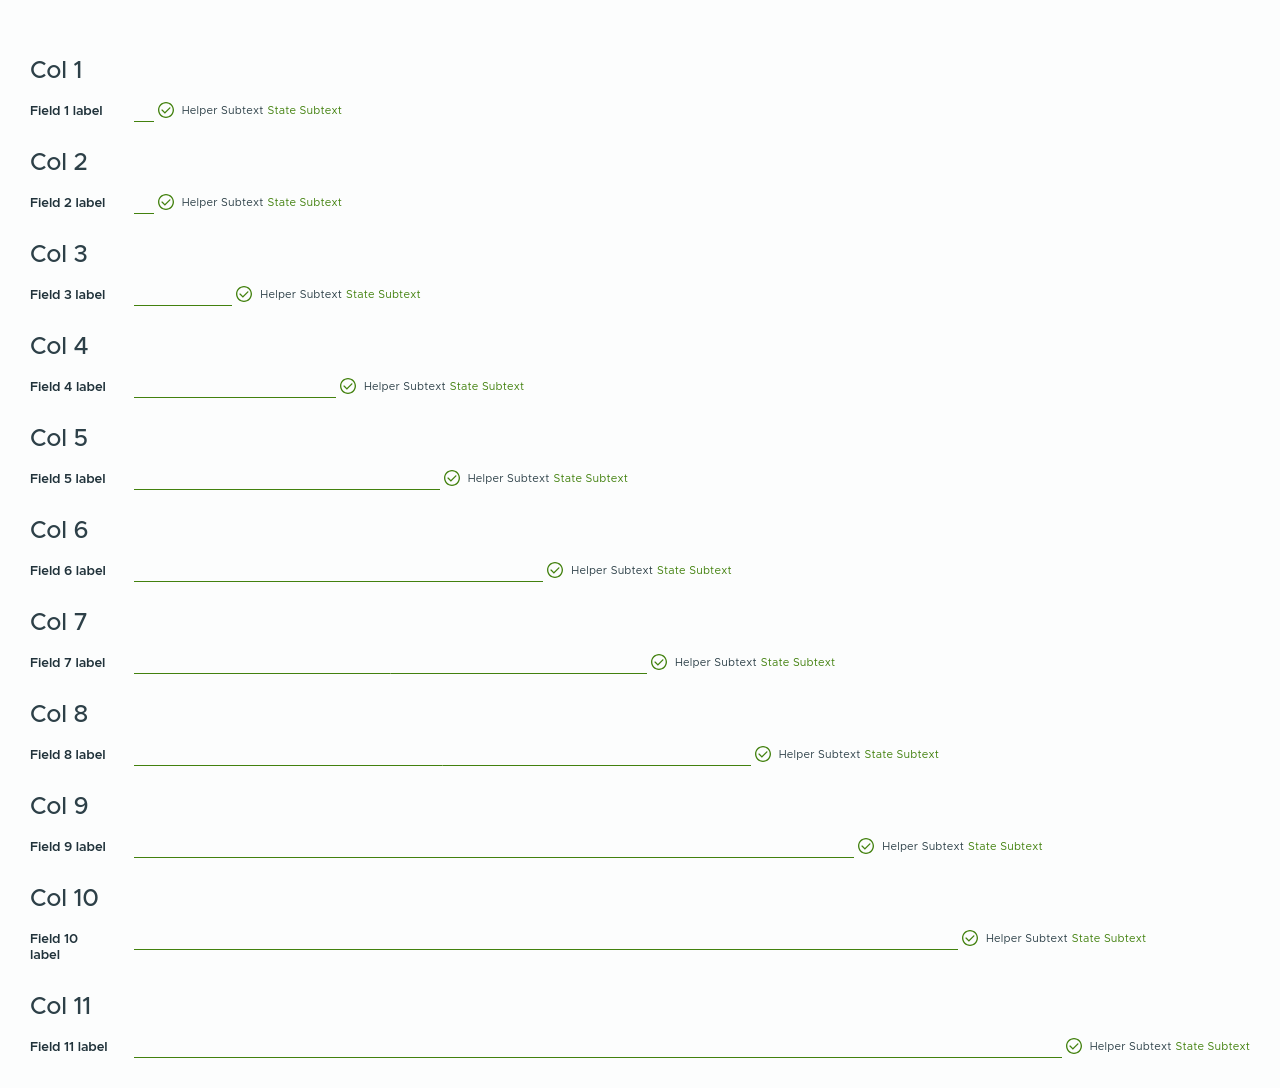 Col 1
Field 1 label Helper Subtext State Subtext
Col 2
Field 2 label Helper Subtext State Subtext
Col 3
Field 3 label Helper Subtext State Subtext
Col 4
Field 4 label Helper Subtext State Subtext
Col 5
Field 5 label Helper Subtext State Subtext
Col 6
Field 6 label Helper Subtext State Subtext
Col 7
Field 7 label Helper Subtext State Subtext
Col 8
Field 8 label Helper Subtext State Subtext
Col 9
Field 9 label Helper Subtext State Subtext
Col 10
Field 10 Helper Subtext State Subtext
label
Col 11
Field 11 label Helper Subtext State Subtext